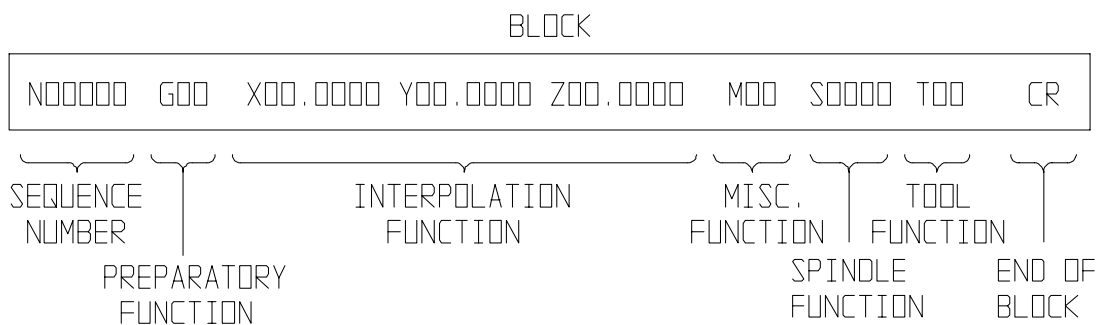 BLOCK
N00000 G00 X00.0000 Y00.0000 Z00.0000 M00 S0000 T00 CR
SEQUENCE
NUMBER
PREPARATORY
FUNCTION
INTERPOLATION
FUNCTION
MISC.
FUNCTION
SPINDLE
FUNCTION
TOOL
FUNCTION
END OF
BLOCK